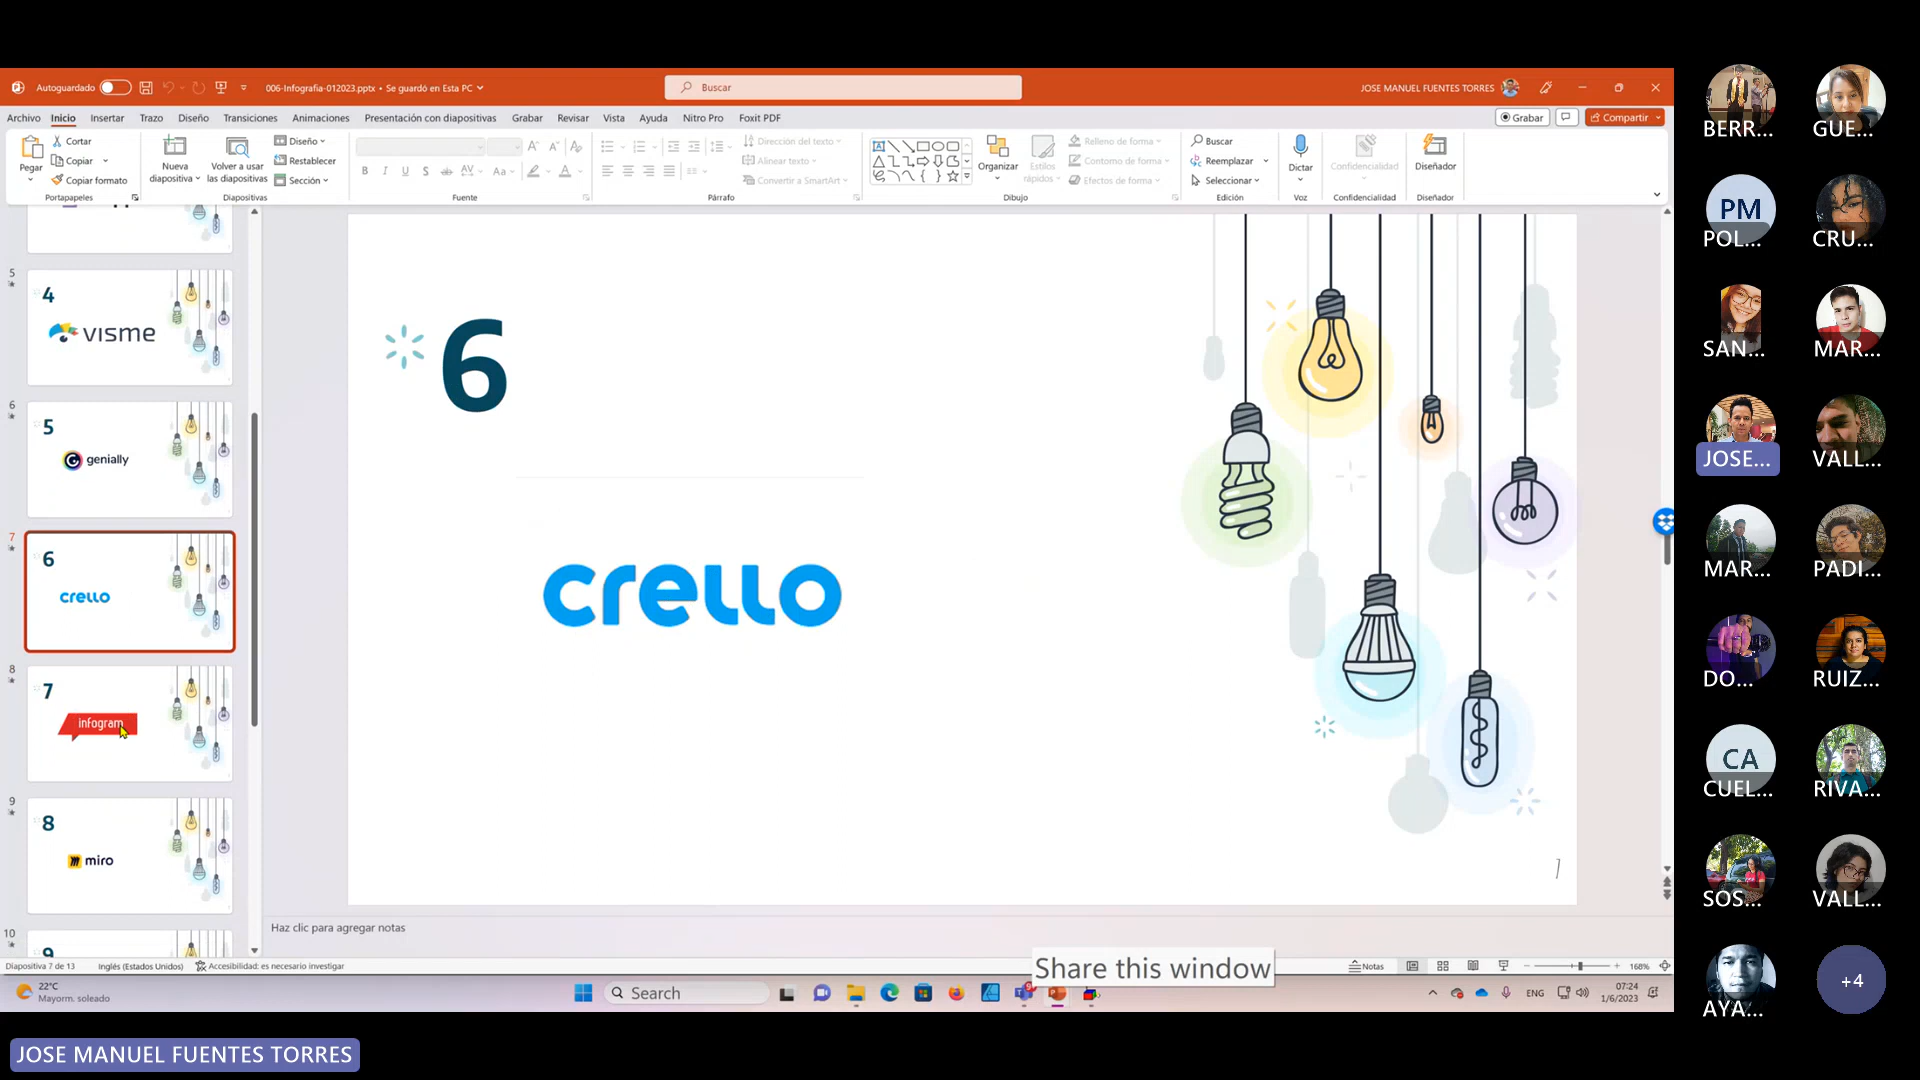 Autoguardado
006-Infografia-012023.pptx • Se guardó en Esta PC
Buscar
JOSE MANUEL FUENTES TORRES
Archivo Inicio Insertar Trazo Diseño Transiciones Animaciones Presentación con diapositivas Grabar Revisar Vista Ayuda Nitro Pro Foxit PDF
Grabar
Compartir
Pegar
Cortar
Copiar
Copiar formato
Portapapeles
Nueva diapositiva
Volver a usar las diapositivas
Diseño
Restablecer
Sección
Diapositivas
Fuente
Dirección del texto
Alinear texto
Convertir a SmartArt
Párrafo
Organizar
Estilos rápidos
Relleno de forma
Contorno de forma
Efectos de forma
Dibujo
Buscar
Reemplazar
Seleccionar
Edición
Dictar
Voz
Confidencialidad
Confidencialidad
Diseñador
Diseñador
5
4
visme
6
5
genially
7
6
crello
8
7
infogram
9
8
miro
10
9
6
crello
7
Haz clic para agregar notas
Diapositiva 7 de 13
Inglés (Estados Unidos)
Accesibilidad: es necesario investigar
Share this window
Notas
168%
22°C
Mayorm. soleado
Search
ENG
07:24
1/6/2023
BERR...
GUE...
PM
POL...
CRU...
SAN...
MAR...
JOSE...
VALL...
MAR...
PADI...
DO...
RUIZ...
CA
CUEL...
RIVA...
SOS...
VALL...
AYA...
+4
JOSE MANUEL FUENTES TORRES